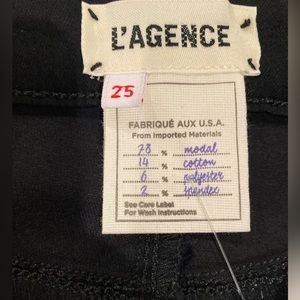 L'AGENCE
25
FABRIQUÉ AUX U.S.A.
From Imported Materials
78 % modal
14 % cotton
6 % polyester
2 % spandex
See Care Label
For Wash Instructions